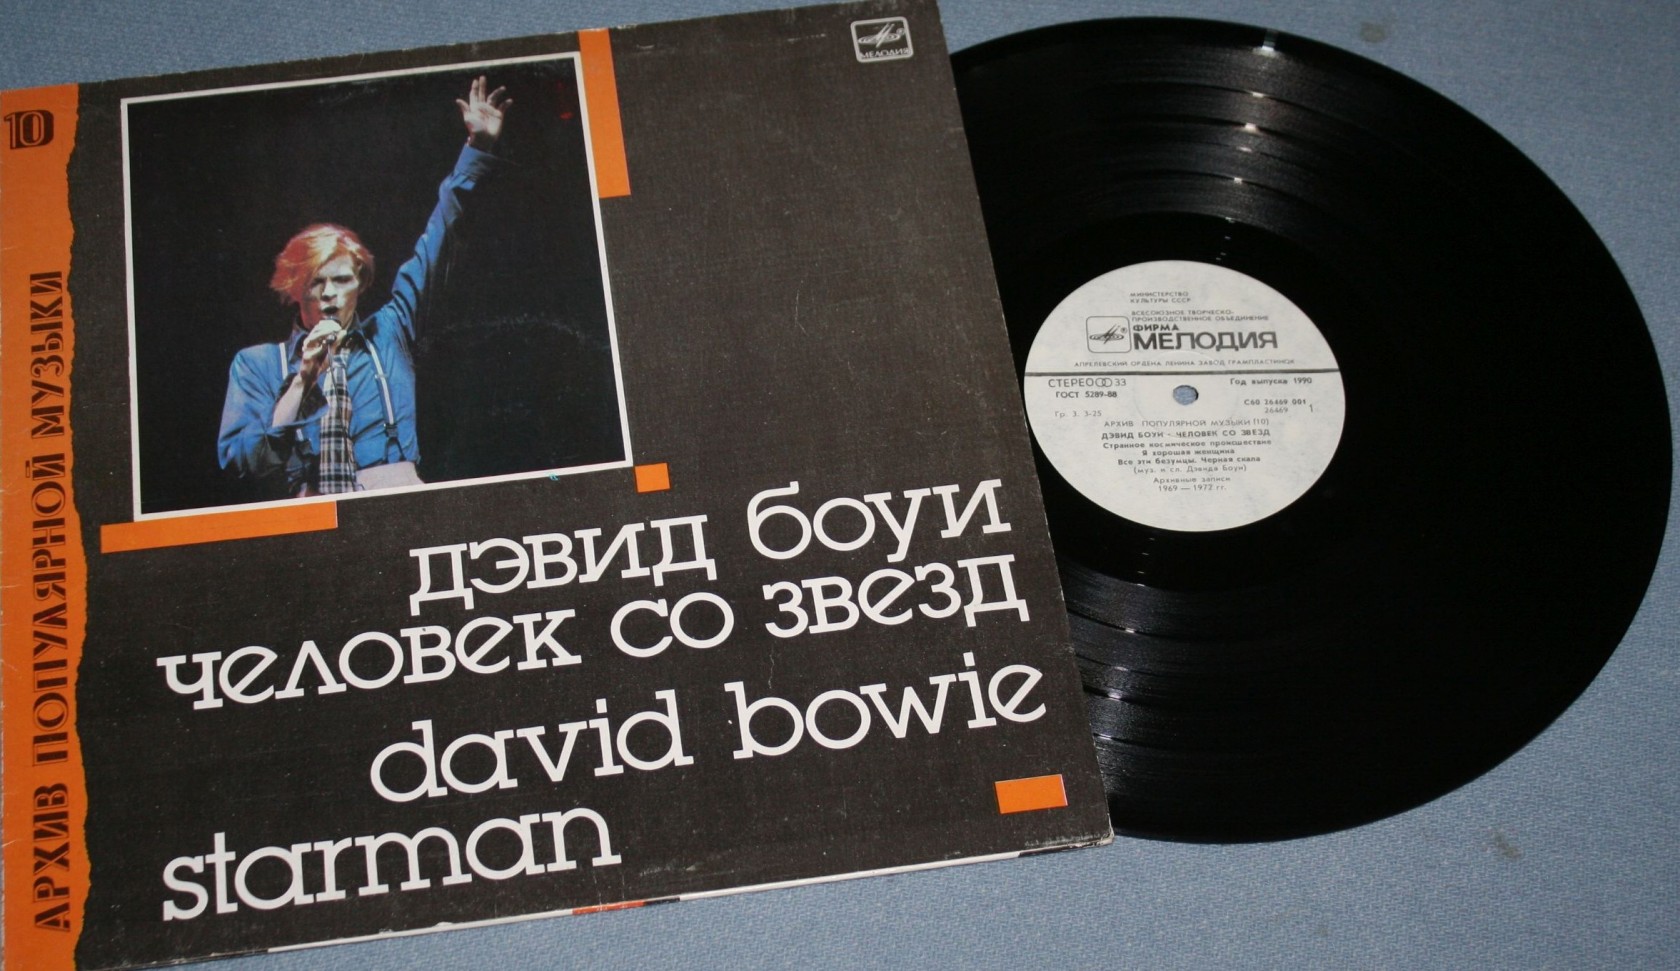 10
АРХИВ ПОПУЛЯРНОЙ МУЗЫКИ
МЕЛОДИЯ
дэвид боуи
человек со звезд
david bowie
starman
МИНИСТЕРСТВО
КУЛЬТУРЫ СССР
ВСЕСОЮЗНОЕ ТВОРЧЕСКО-
ПРОИЗВОДСТВЕННОЕ ОБЪЕДИНЕНИЕ
ФИРМА
МЕЛОДИЯ
АПРЕЛЕВСКИЙ ОРДЕНА ЛЕНИНА ЗАВОД ГРАМПЛАСТИНОК
СТЕРЕО 33
Год выпуска 1990
ГОСТ 5289-88
С60 26469 001
Гр. 3. 3-25
26469 1
АРХИВ ПОПУЛЯРНОЙ МУЗЫКИ (10)
ДЭВИД БОУИ - ЧЕЛОВЕК СО ЗВЕЗД
Странное космическое происшествие
Я хорошая женщина
Все эти безумцы. Черная скала
(муз. и сл. Дэвида Боуи)
Архивные записи
1969 — 1972 гг.